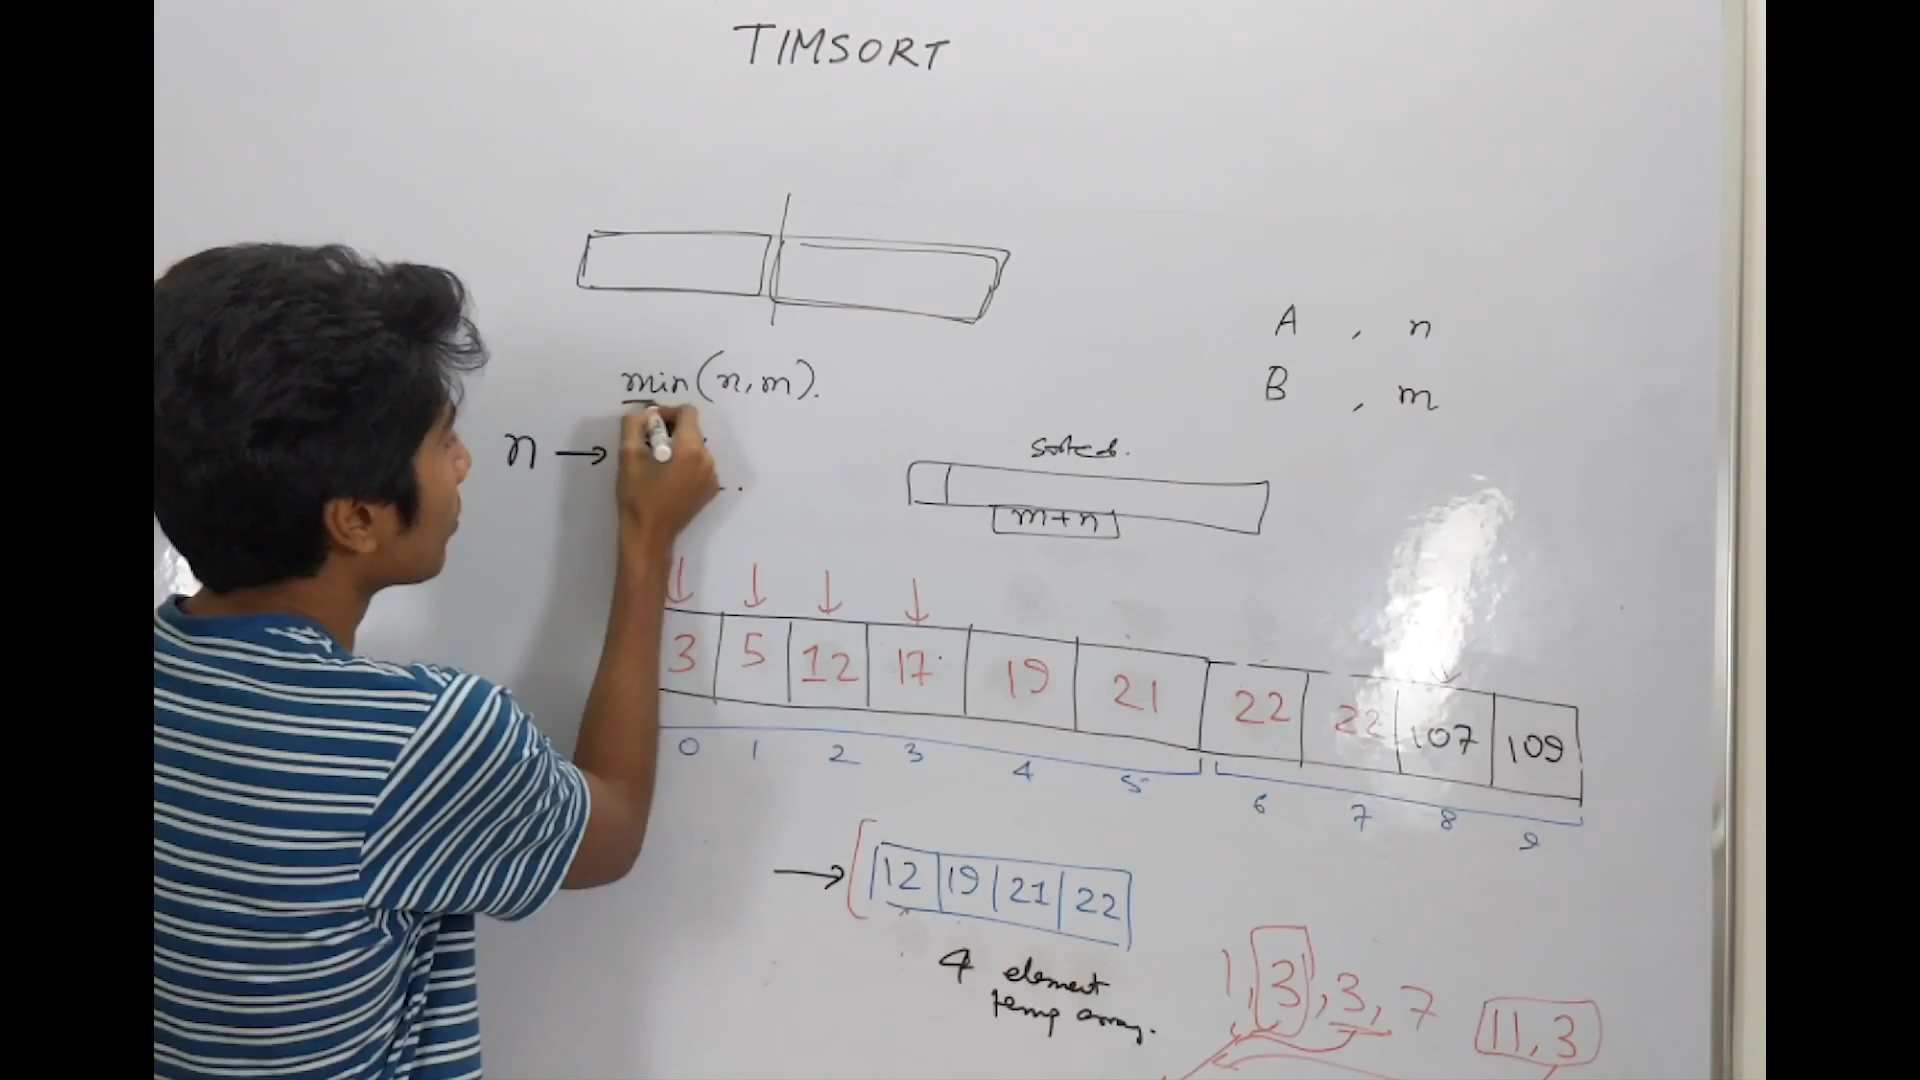 TIMSORT
A , n
B , m
min(n,m).
n →
sorted.
m+n
3 5 12 17 19 21 22 22 107 109
0 1 2 3 4 5 6 7 8 9
→ 12 19 21 22
4 element
temp array.
1, 3, 3, 7
11, 3